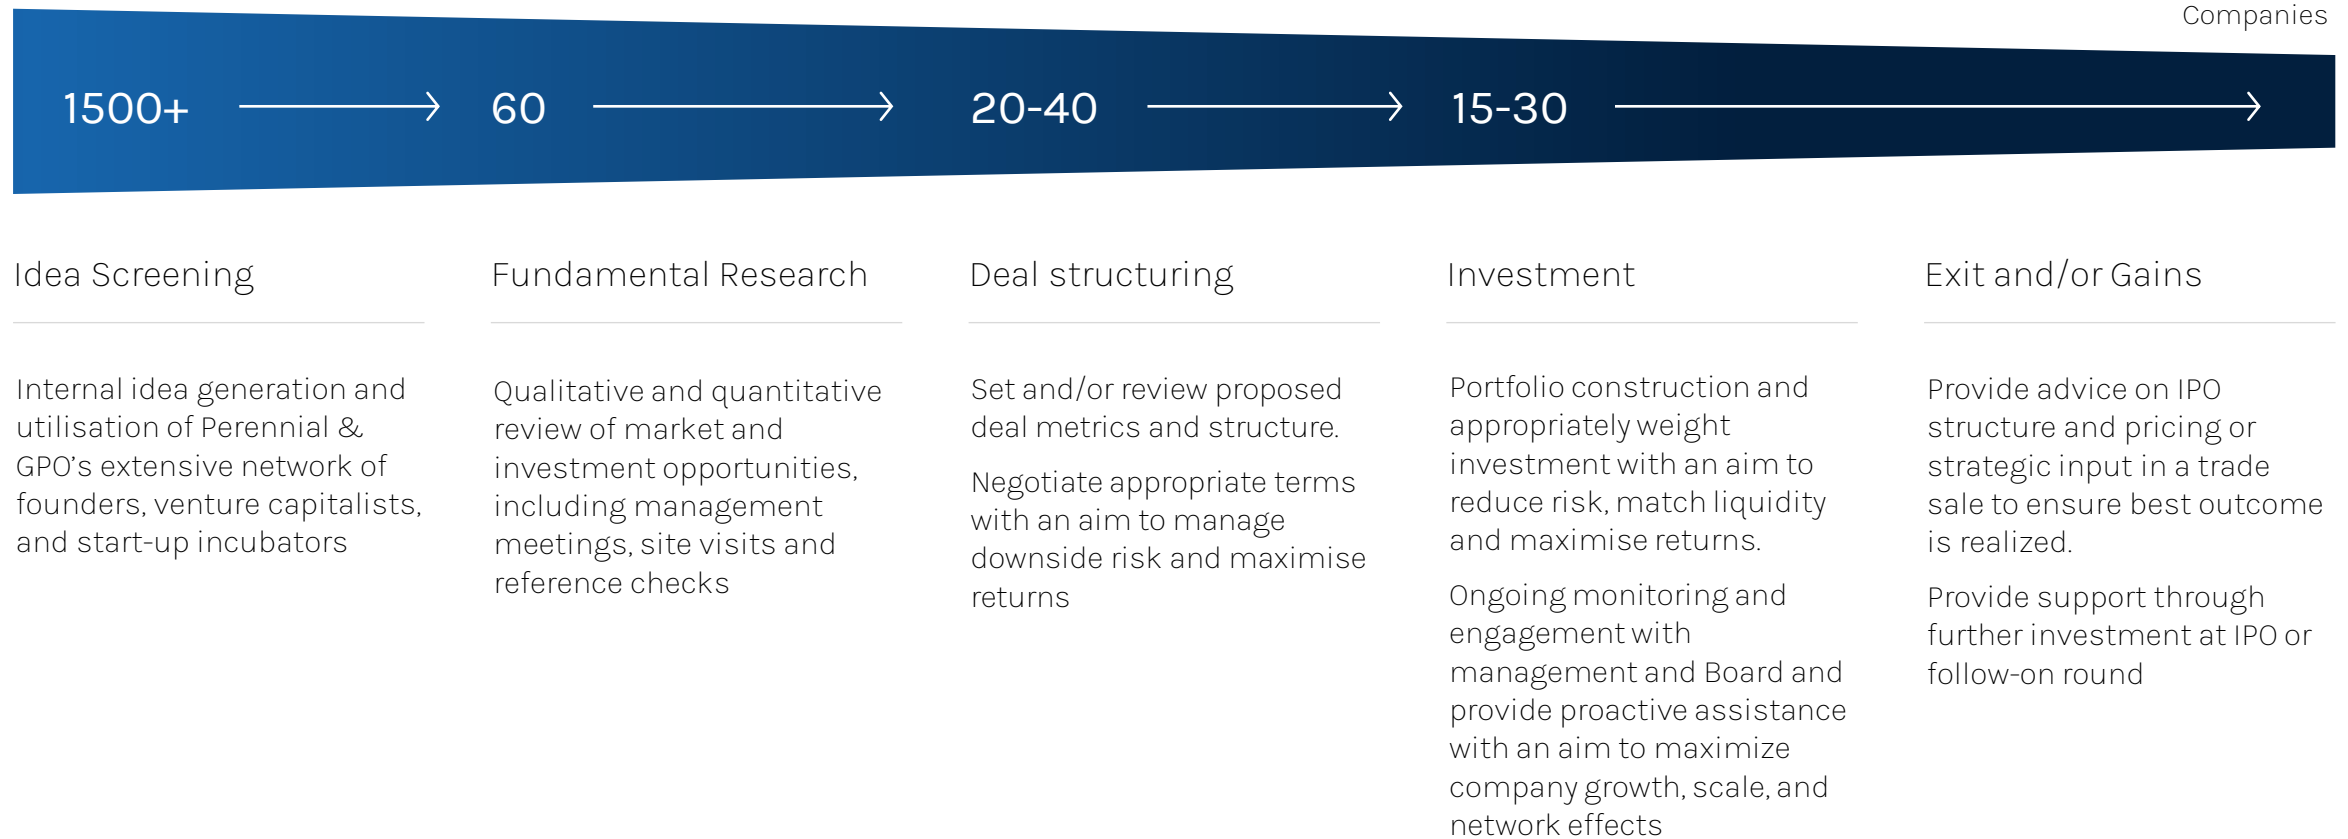 Companies
1500+
60
20-40
15-30
Idea Screening
Internal idea generation and
utilisation of Perennial &
GPO's extensive network of
founders, venture capitalists,
and start-up incubators
Fundamental Research
Qualitative and quantitative
review of market and
investment opportunities,
including management
meetings, site visits and
reference checks
Deal structuring
Set and/or review proposed
deal metrics and structure.
Negotiate appropriate terms
with an aim to manage
downside risk and maximise
returns
Investment
Portfolio construction and
appropriately weight
investment with an aim to
reduce risk, match liquidity
and maximise returns.
Ongoing monitoring and
engagement with
management and Board and
provide proactive assistance
with an aim to maximize
company growth, scale, and
network effects
Exit and/or Gains
Provide advice on IPO
structure and pricing or
strategic input in a trade
sale to ensure best outcome
is realized.
Provide support through
further investment at IPO or
follow-on round